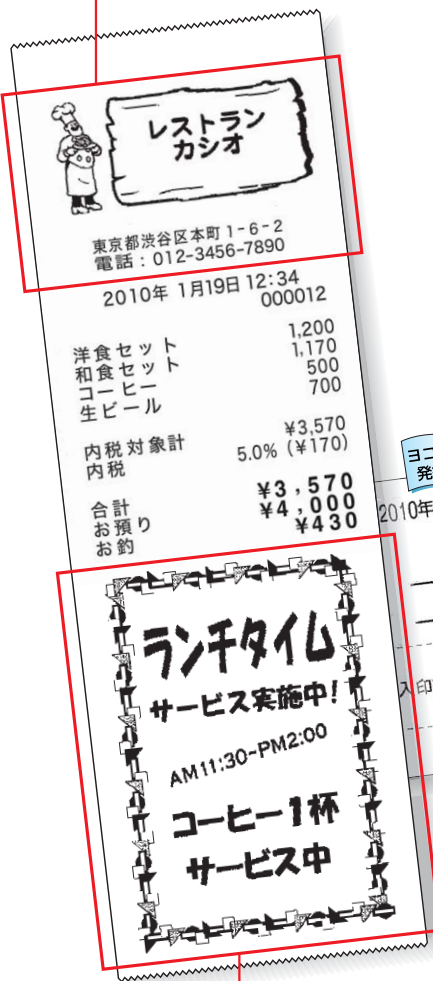 レストラン
カシオ
東京都渋谷区本町1-6-2
電話：012-3456-7890
2010年 1月19日 12:34
000012
洋食セット 1,200
和食セット 1,170
コーヒー 500
生ビール 700
内税対象計 ¥3,570
内税 5.0% (¥170)
合計 ¥3,570
お預り ¥4,000
お釣 ¥430
ランチタイム
サービス実施中!
AM11:30-PM2:00
コーヒー1杯
サービス中
2010年
入印